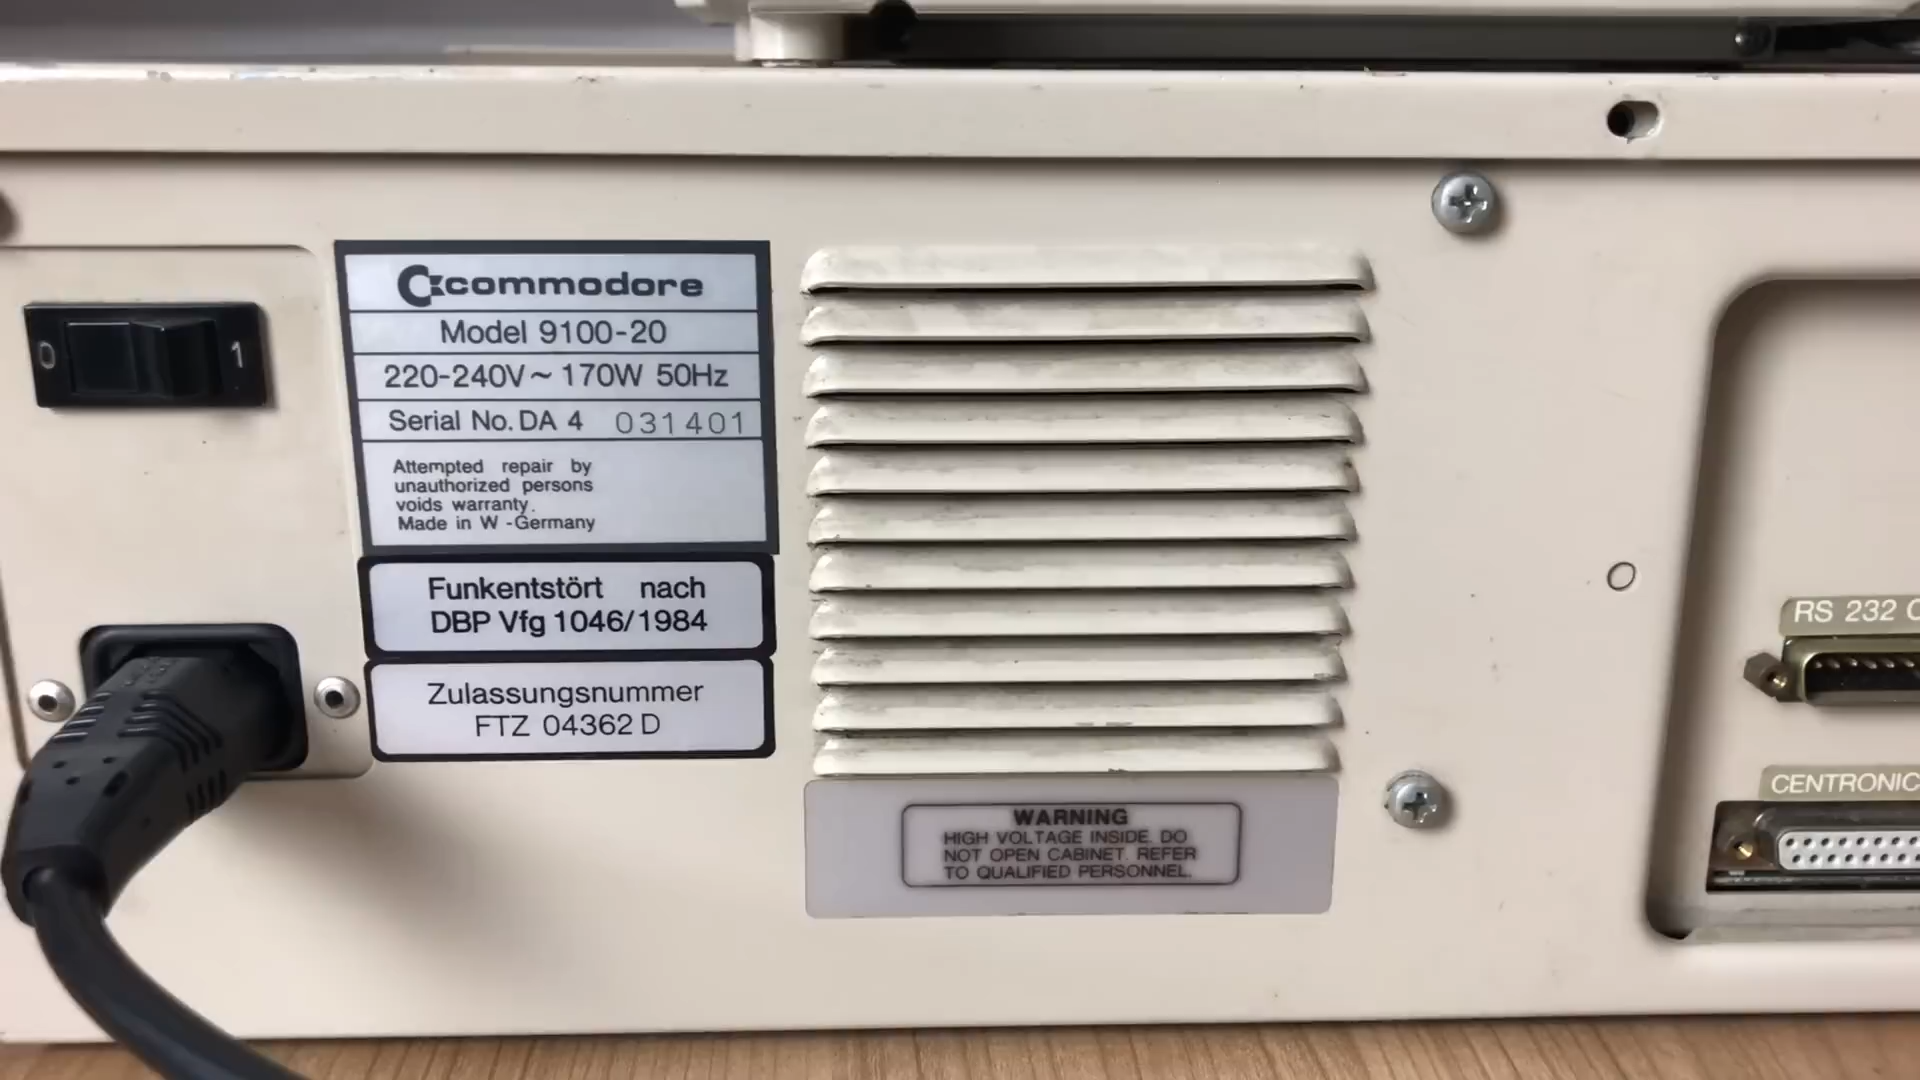 0
1
commodore
Model 9100-20
220-240V~ 170W 50Hz
Serial No. DA 4 031401
Attempted repair by
unauthorized persons
voids warranty.
Made in W -Germany
Funkentstört nach
DBP Vfg 1046/1984
Zulassungsnummer
FTZ 04362 D
WARNING
HIGH VOLTAGE INSIDE. DO
NOT OPEN CABINET. REFER
TO QUALIFIED PERSONNEL.
RS 232 C
CENTRONIC